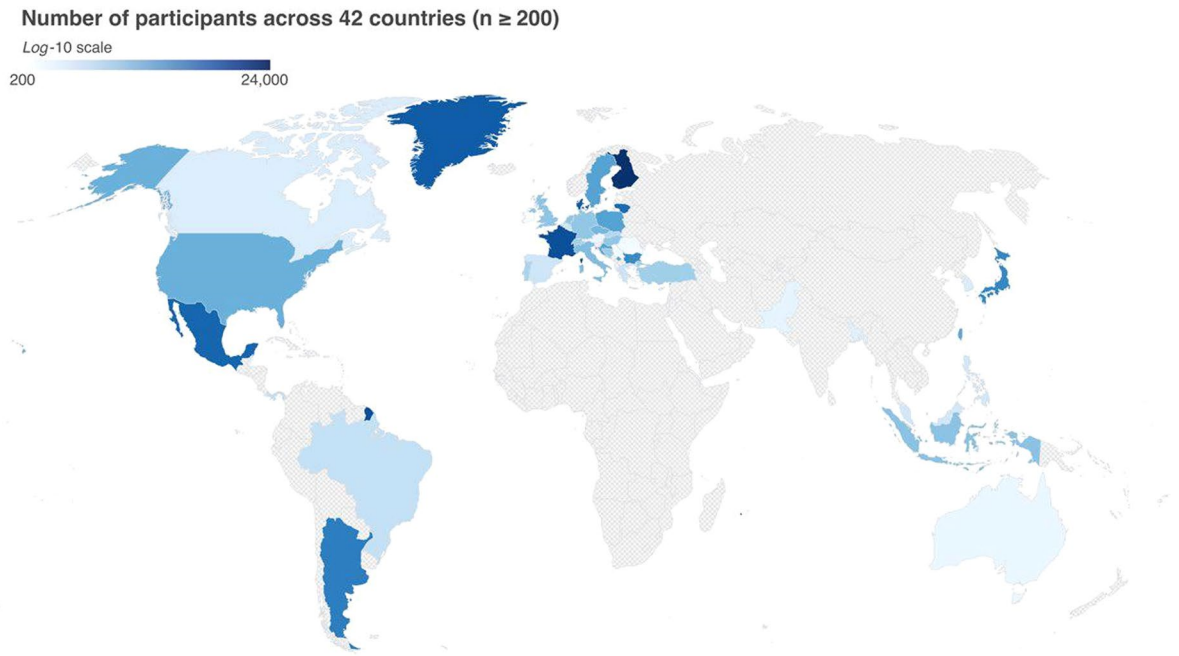 Number of participants across 42 countries (n ≥ 200)
Log-10 scale
200 24,000